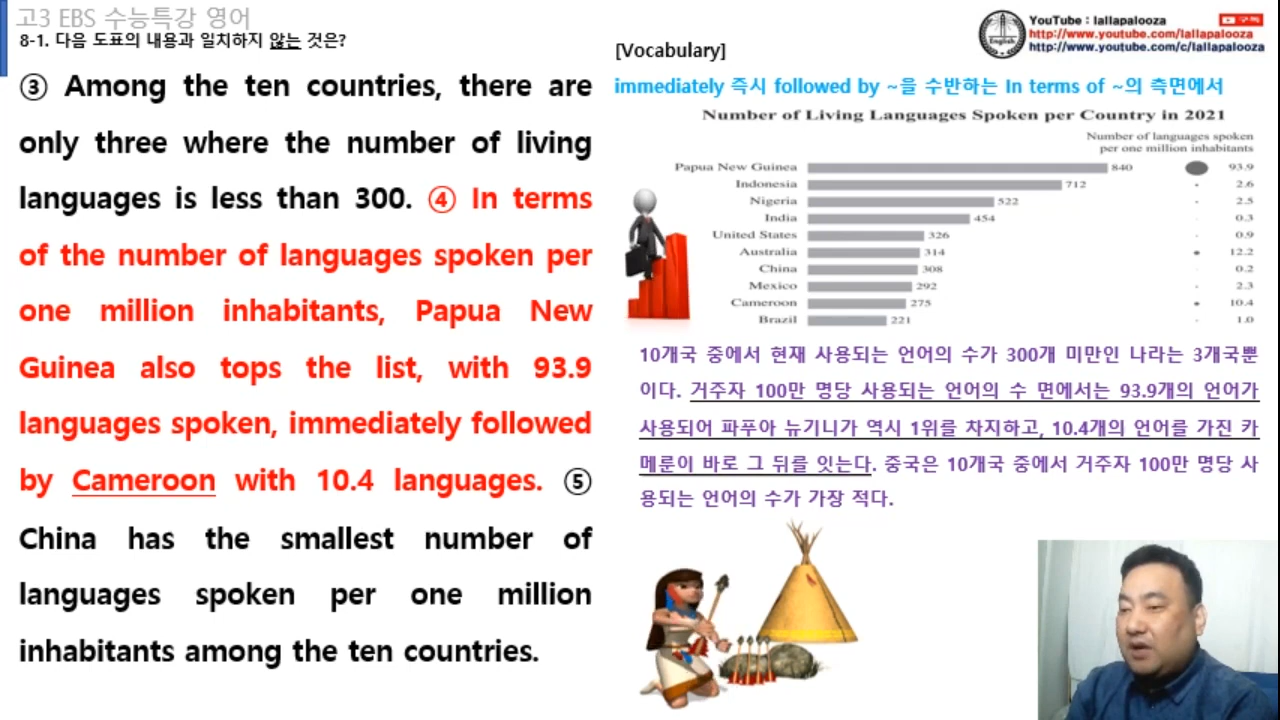 고3 EBS 수능특강 영어
8-1. 다음 도표의 내용과 일치하지 않는 것은?
③ Among the ten countries, there are
only three where the number of living
languages is less than 300. ④ In terms
of the number of languages spoken per
one million inhabitants, Papua New
Guinea also tops the list, with 93.9
languages spoken, immediately followed
by Cameroon with 10.4 languages. ⑤
China has the smallest number of
languages spoken per one million
inhabitants among the ten countries.
[Vocabulary]
YouTube : lallapalooza
구독
http://www.youtube.com/lallapalooza
http://www.youtube.com/c/lallapalooza
English
immediately 즉시 followed by ~을 수반하는 In terms of ~의 측면에서
Number of Living Languages Spoken per Country in 2021
Number of languages spoken
per one million inhabitants
Papua New Guinea 840 93.9
Indonesia 712 2.6
Nigeria 522 2.5
India 454 0.3
United States 326 0.9
Australia 314 12.2
China 308 0.2
Mexico 292 2.3
Cameroon 275 10.4
Brazil 221 1.0
10개국 중에서 현재 사용되는 언어의 수가 300개 미만인 나라는 3개국뿐
이다. 거주자 100만 명당 사용되는 언어의 수 면에서는 93.9개의 언어가
사용되어 파푸아 뉴기니가 역시 1위를 차지하고, 10.4개의 언어를 가진 카
메룬이 바로 그 뒤를 잇는다. 중국은 10개국 중에서 거주자 100만 명당 사
용되는 언어의 수가 가장 적다.